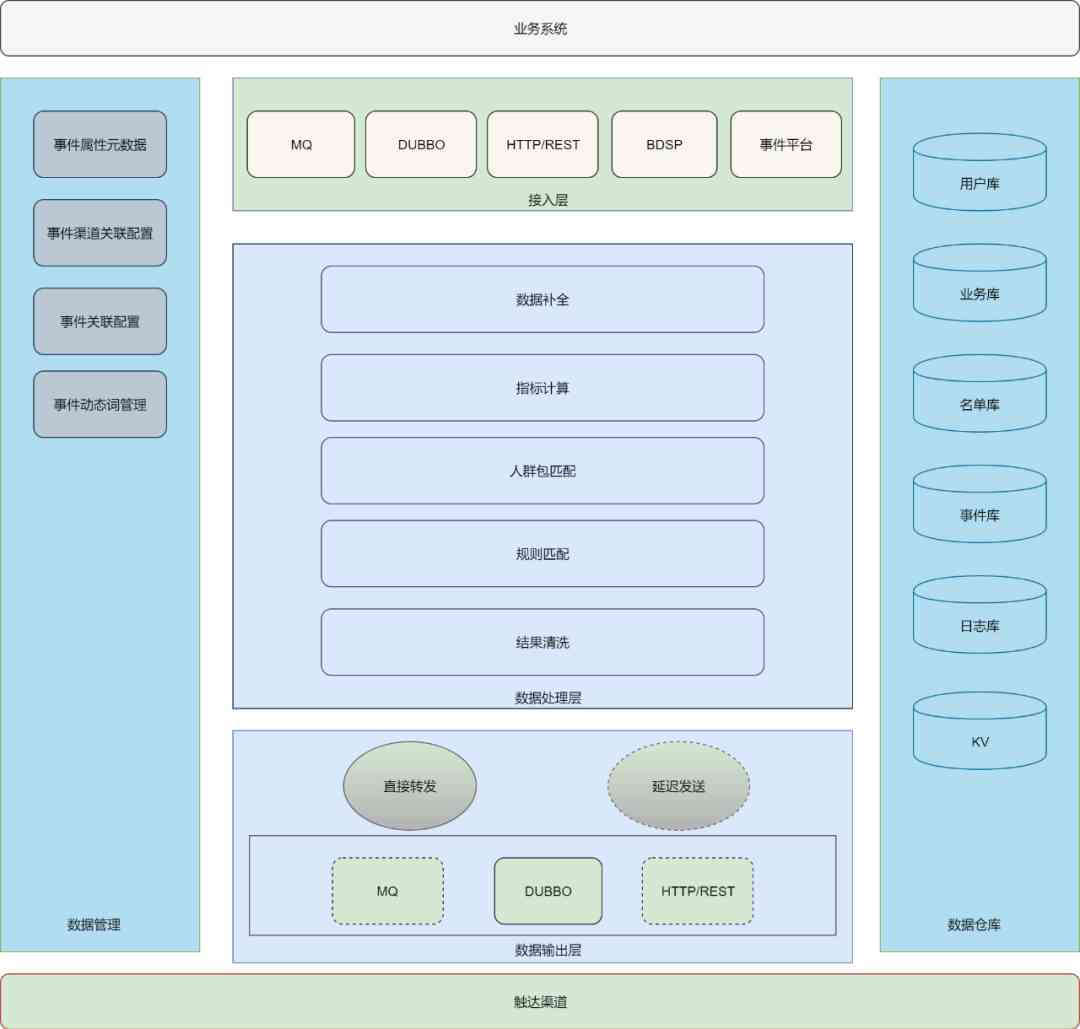 业务系统
事件属性元数据
事件渠道关联配置
事件关联配置
事件动态词管理
数据管理
MQ
DUBBO
HTTP/REST
BDSP
事件平台
接入层
数据补全
指标计算
人群包匹配
规则匹配
结果清洗
数据处理层
直接转发
延迟发送
MQ
DUBBO
HTTP/REST
数据输出层
用户库
业务库
名单库
事件库
日志库
KV
数据仓库
触达渠道